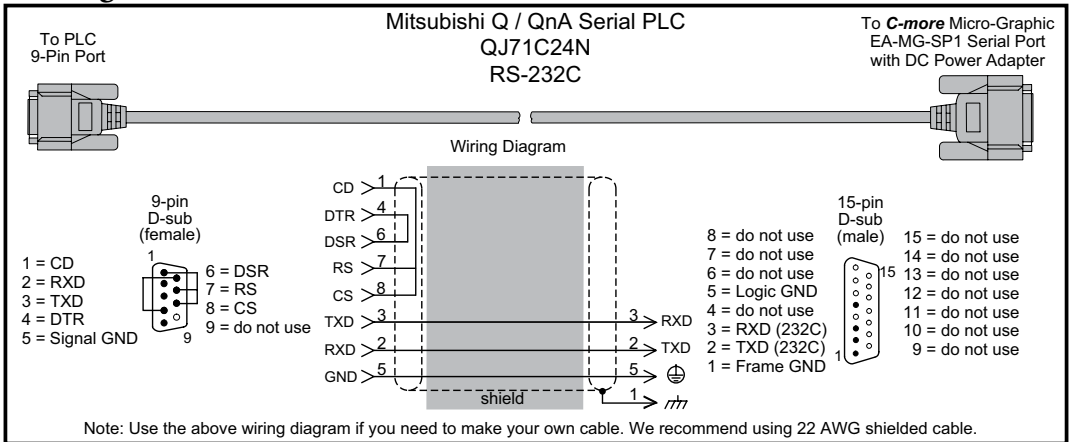 Mitsubishi Q / QnA Serial PLC
QJ71C24N
RS-232C
To PLC
9-Pin Port
To C-more Micro-Graphic
EA-MG-SP1 Serial Port
with DC Power Adapter
Wiring Diagram
9-pin
D-sub
(female)
1
9
1 = CD
2 = RXD
3 = TXD
4 = DTR
5 = Signal GND
6 = DSR
7 = RS
8 = CS
9 = do not use
CD 1
DTR 4
DSR 6
RS 7
CS 8
TXD 3
RXD 2
GND 5
shield
3 RXD
2 TXD
5
1
8 = do not use
7 = do not use
6 = do not use
5 = Logic GND
4 = do not use
3 = RXD (232C)
2 = TXD (232C)
1 = Frame GND
15-pin
D-sub
(male)
15
1
15 = do not use
14 = do not use
13 = do not use
12 = do not use
11 = do not use
10 = do not use
9 = do not use
Note: Use the above wiring diagram if you need to make your own cable. We recommend using 22 AWG shielded cable.